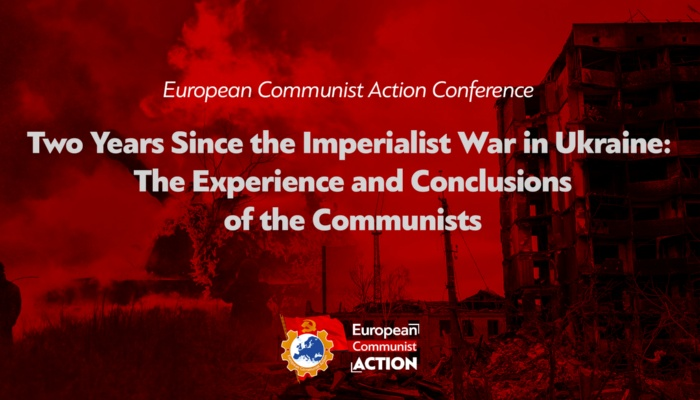 European Communist Action Conference
Two Years Since the Imperialist War in Ukraine:
The Experience and Conclusions
of the Communists
European
Communist
ACTION